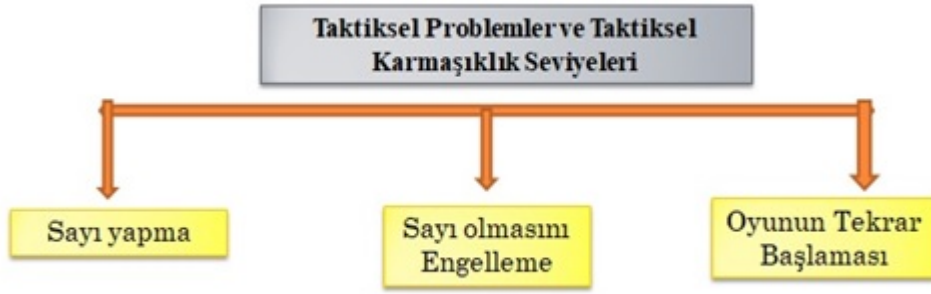 Taktiksel Problemler ve Taktiksel
Karmaşıklık Seviyeleri
Sayı yapma
Sayı olmasını
Engelleme
Oyunun Tekrar
Başlaması